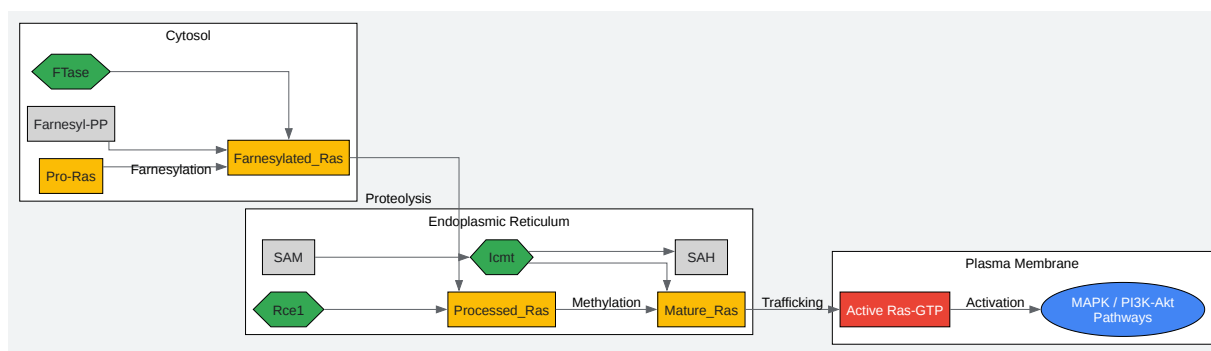 Cytosol
FTase
Farnesyl-PP
Pro-Ras
Farnesylation
Farnesylated_Ras
Proteolysis
Endoplasmic Reticulum
SAM
Icmt
SAH
Rce1
Processed_Ras
Methylation
Mature_Ras
Trafficking
Plasma Membrane
Active Ras-GTP
Activation
MAPK / PI3K-Akt
Pathways